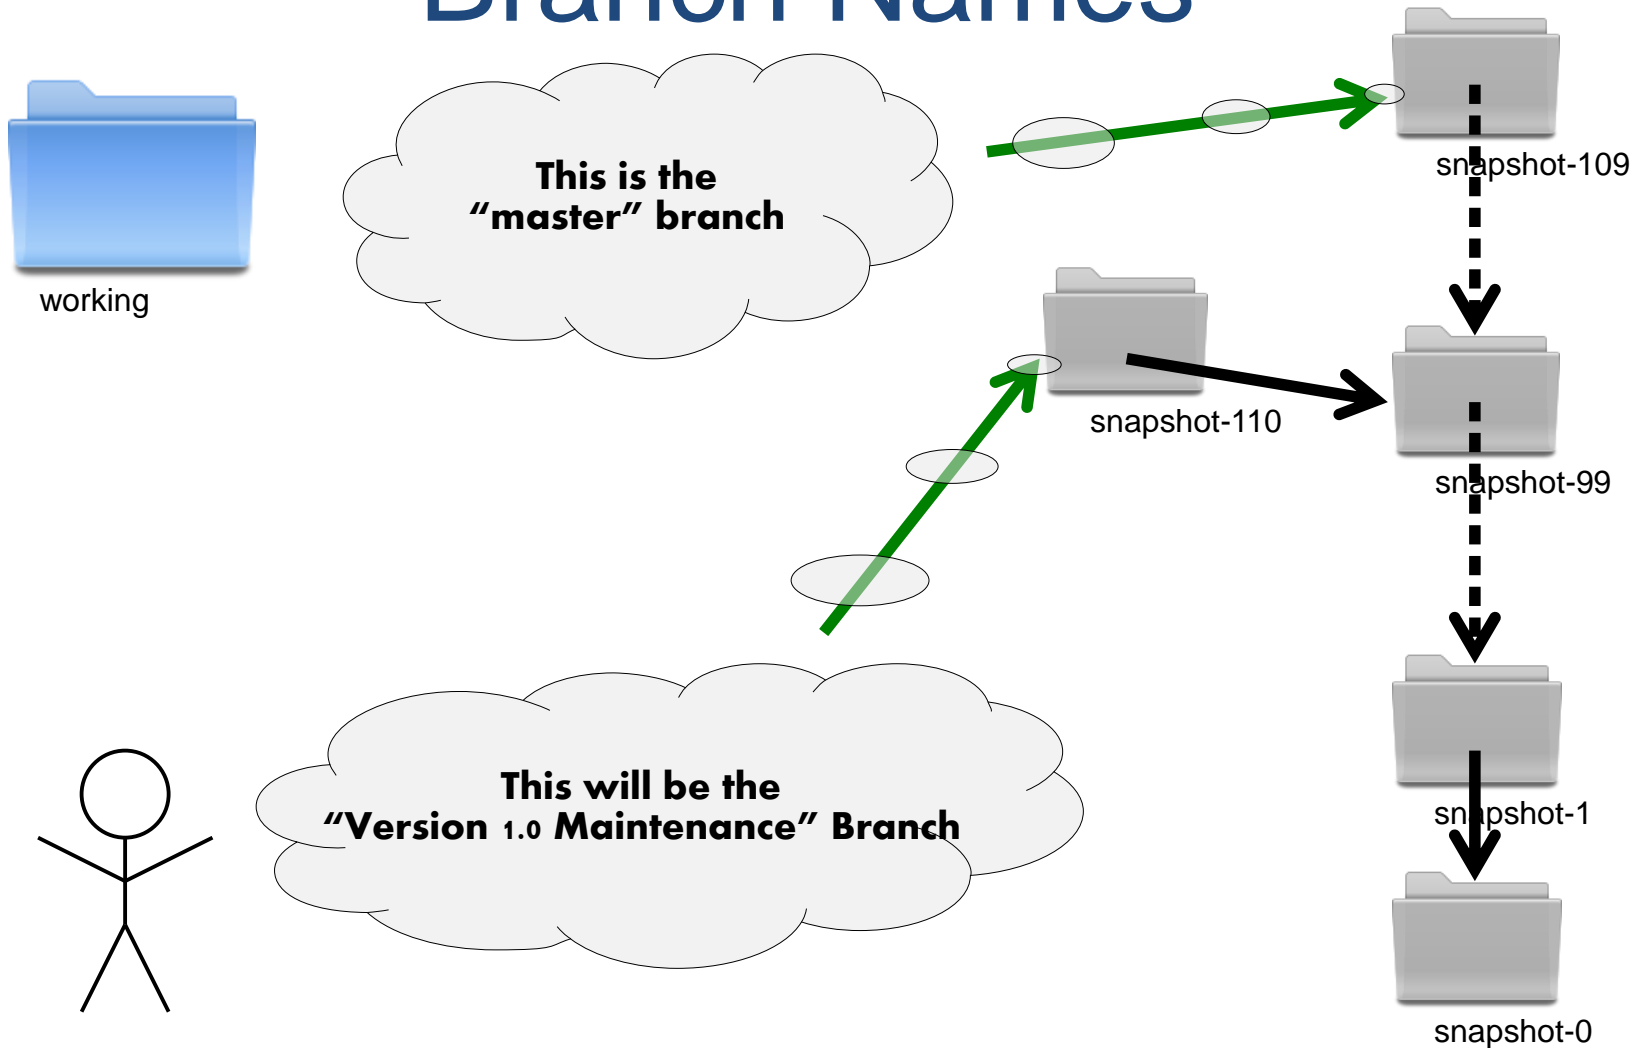 Branch Names
This is the
“master” branch
snapshot-109
working
snapshot-110
snapshot-99
This will be the
“Version 1.0 Maintenance” Branch
snapshot-1
snapshot-0